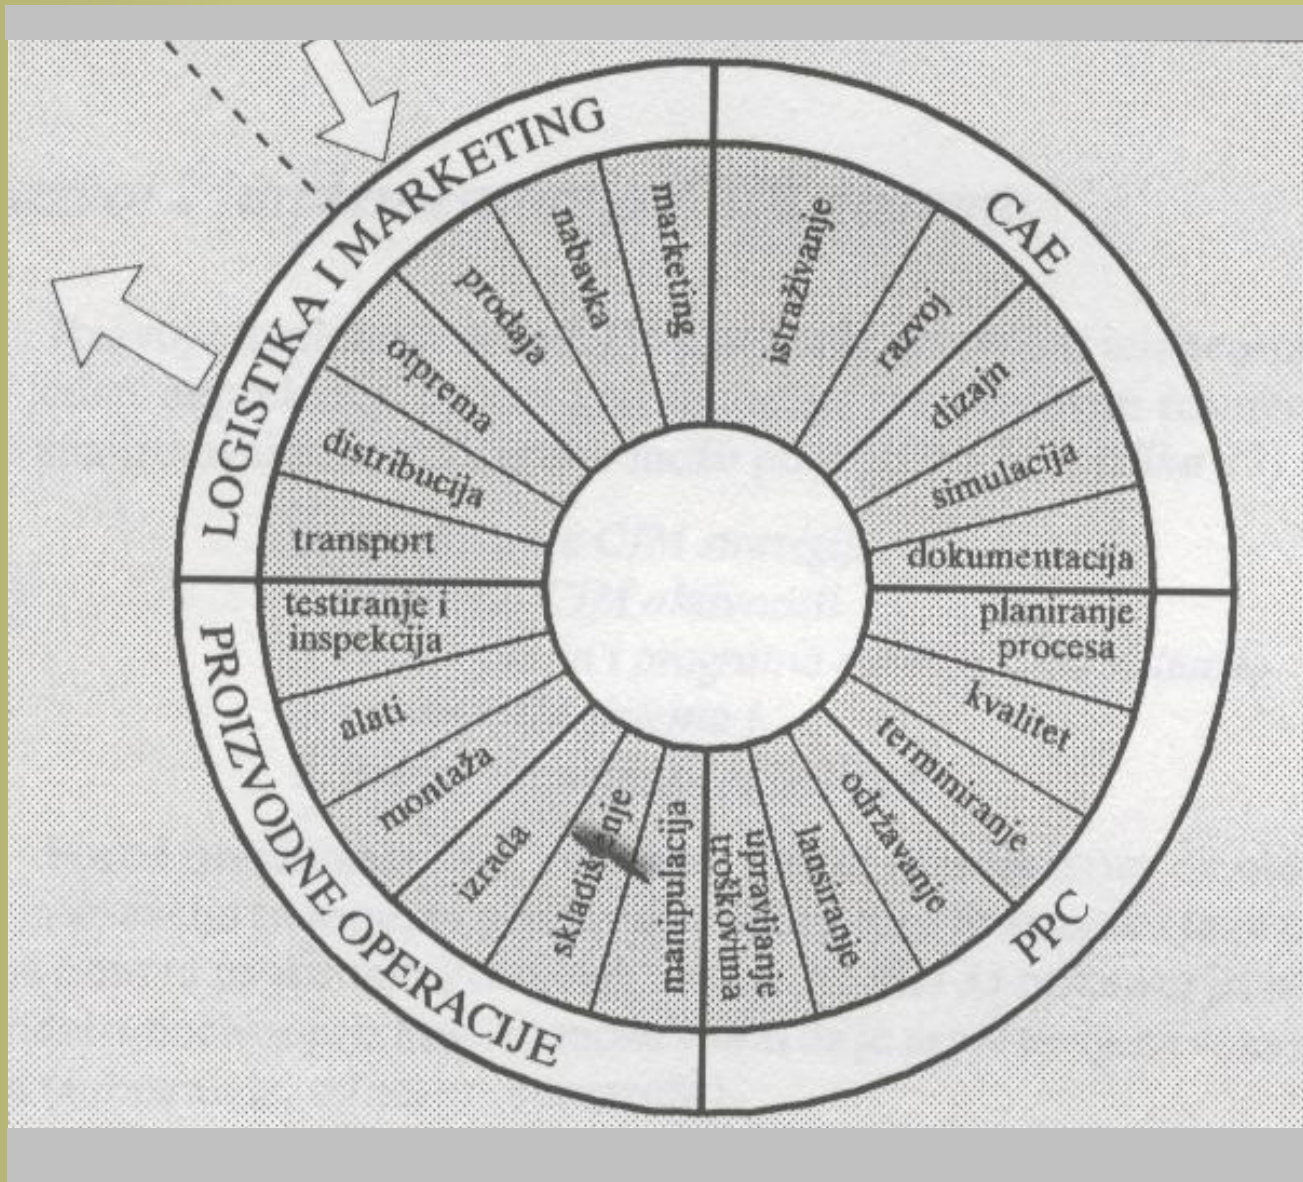 LOGISTIKA I MARKETING
transport
distribucija
otprema
prodaja
nabavka
marketing
CAE
istraživanje
razvoj
dizajn
simulacija
dokumentacija
PPC
planiranje
procesa
kvalitet
terminiranje
održavanje
lansiranje
upravljanje
troškovima
PROIZVODNE OPERACIJE
manipulacija
skladištenje
izrada
montaža
alati
testiranje i
inspekcija